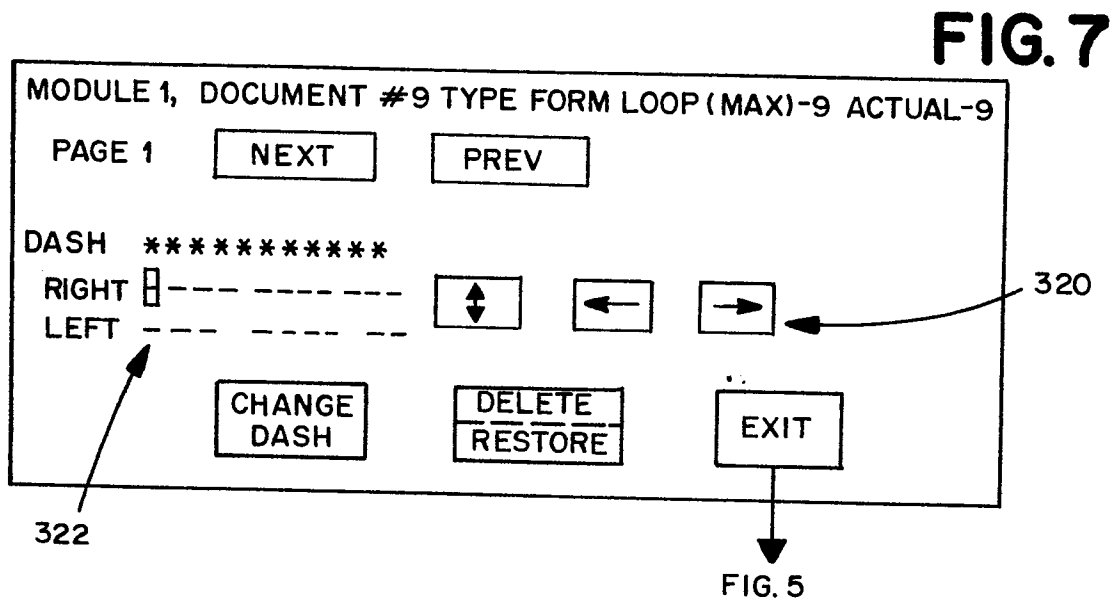 FIG. 7
MODULE 1, DOCUMENT #9 TYPE FORM LOOP (MAX)-9 ACTUAL-9
PAGE 1 NEXT PREV
DASH ***********
RIGHT ---- ---- ---
LEFT --- ---- --
320
CHANGE DASH
DELETE
RESTORE
EXIT
322
FIG. 5